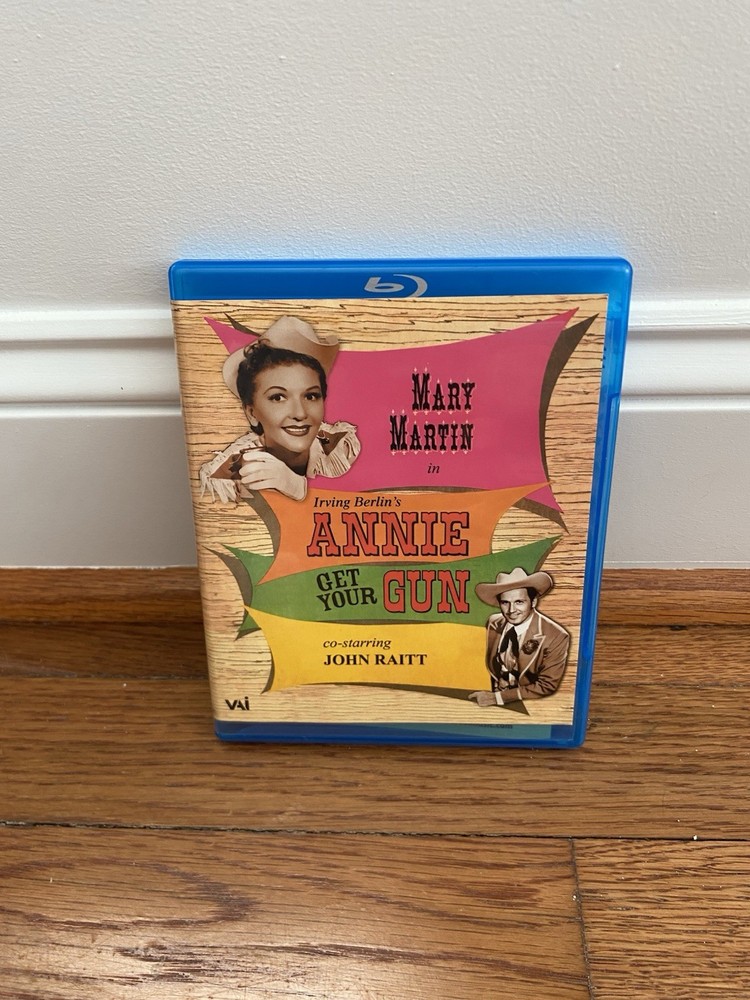 MARY
MARTIN
in
Irving Berlin's
ANNIE
GET
YOUR GUN
co-starring
JOHN RAITT
VAI